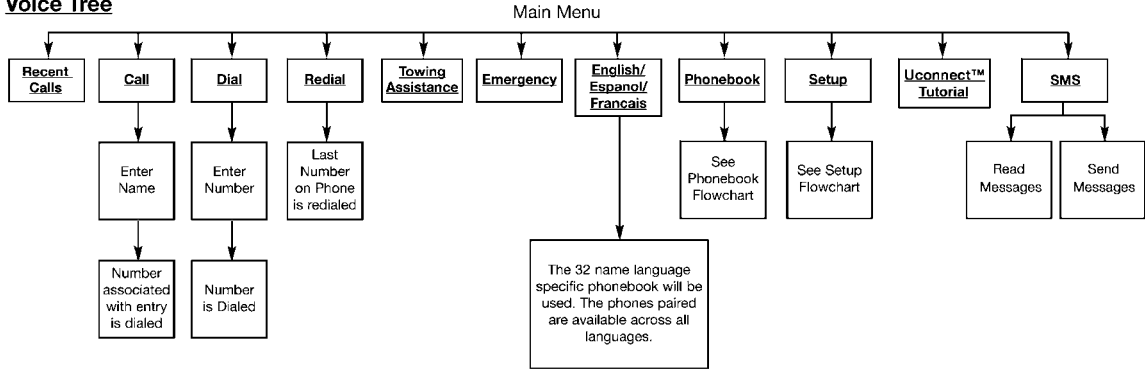 Voice Tree
Main Menu
Recent
Calls
Call
Dial
Redial
Towing
Assistance
Emergency
English/
Espanol/
Francais
Phonebook
Setup
Uconnect™
Tutorial
SMS
Enter
Name
Enter
Number
Last
Number
on Phone
is redialed
See
Phonebook
Flowchart
See Setup
Flowchart
Read
Messages
Send
Messages
Number
associated
with entry
is dialed
Number
is Dialed
The 32 name language
specific phonebook will be
used. The phones paired
are available across all
languages.